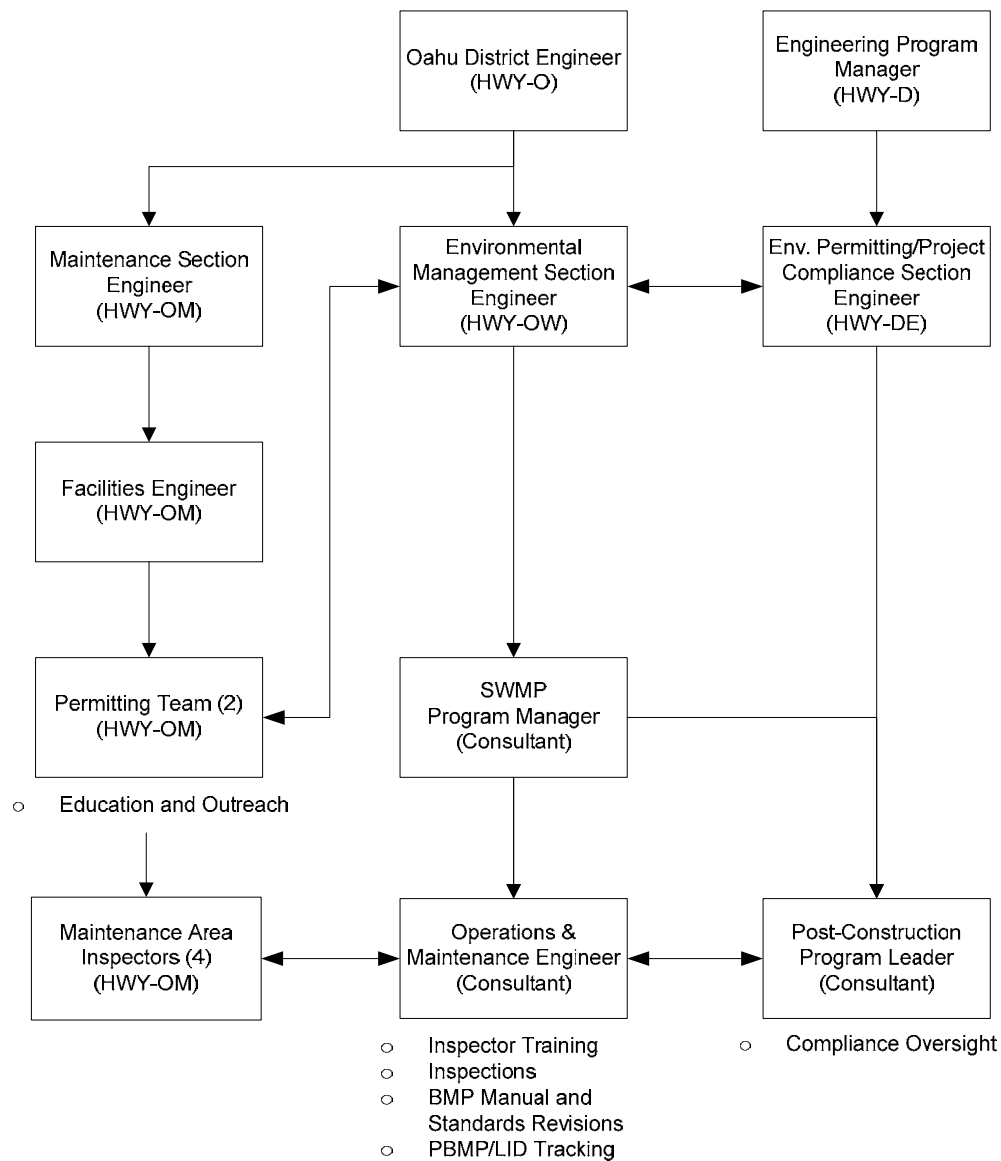 Oahu District Engineer
(HWY-O)
Engineering Program
Manager
(HWY-D)
Maintenance Section
Engineer
(HWY-OM)
Environmental
Management Section
Engineer
(HWY-OW)
Env. Permitting/Project
Compliance Section
Engineer
(HWY-DE)
Facilities Engineer
(HWY-OM)
Permitting Team (2)
(HWY-OM)
SWMP
Program Manager
(Consultant)
o Education and Outreach
Maintenance Area
Inspectors (4)
(HWY-OM)
Operations &
Maintenance Engineer
(Consultant)
Post-Construction
Program Leader
(Consultant)
o Inspector Training
o Inspections
o BMP Manual and
Standards Revisions
o PBMP/LID Tracking
o Compliance Oversight